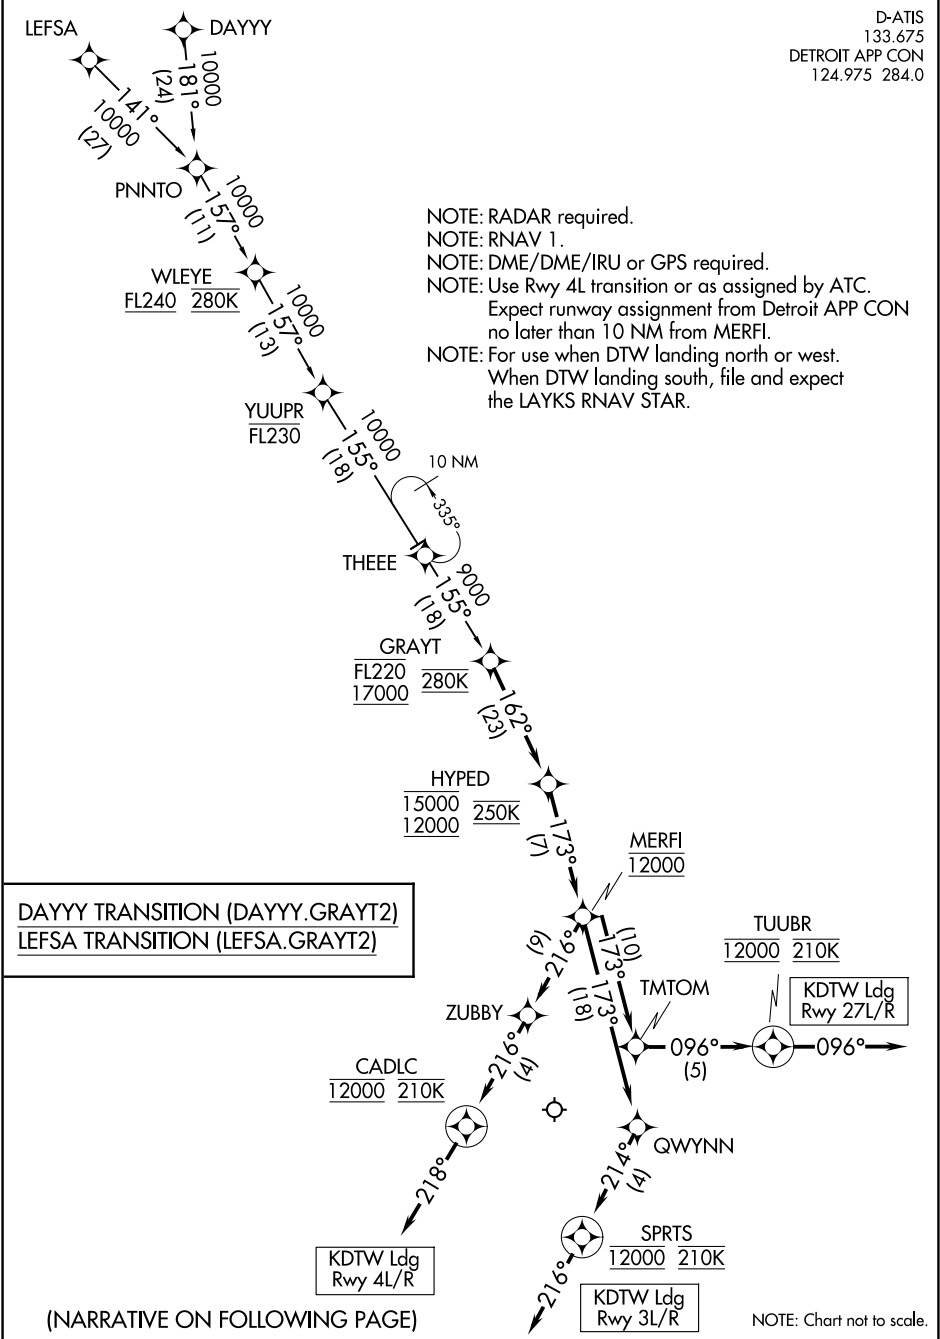 D-ATIS
133.675
DETROIT APP CON
124.975 284.0
LEFSA
DAYYY
181°
10000
(24)
141°
10000
(27)
PNNTO
10000
157°
(11)
NOTE: RADAR required.
NOTE: RNAV 1.
NOTE: DME/DME/IRU or GPS required.
NOTE: Use Rwy 4L transition or as assigned by ATC.
Expect runway assignment from Detroit APP CON
no later than 10 NM from MERFI.
NOTE: For use when DTW landing north or west.
When DTW landing south, file and expect
the LAYKS RNAV STAR.
WLEYE
FL240 280K
10000
157°
(13)
YUUPR
FL230
10000
155°
(18)
10 NM
335°
THEEE
9000
155°
(18)
GRAYT
FL220
17000
280K
162°
(23)
HYPED
15000
12000
250K
173°
(7)
MERFI
12000
DAYYY TRANSITION (DAYYY.GRAYT2)
LEFSA TRANSITION (LEFSA.GRAYT2)
(9)
216°
(10)
173°
173°
(18)
TUUBR
12000 210K
KDTW Ldg
Rwy 27L/R
TMTOM
ZUBBY
096°
(5)
096°
216°
(4)
CADLC
12000 210K
QWYNN
218°
214°
(4)
SPRTS
12000 210K
216°
KDTW Ldg
Rwy 4L/R
KDTW Ldg
Rwy 3L/R
(NARRATIVE ON FOLLOWING PAGE)
NOTE: Chart not to scale.